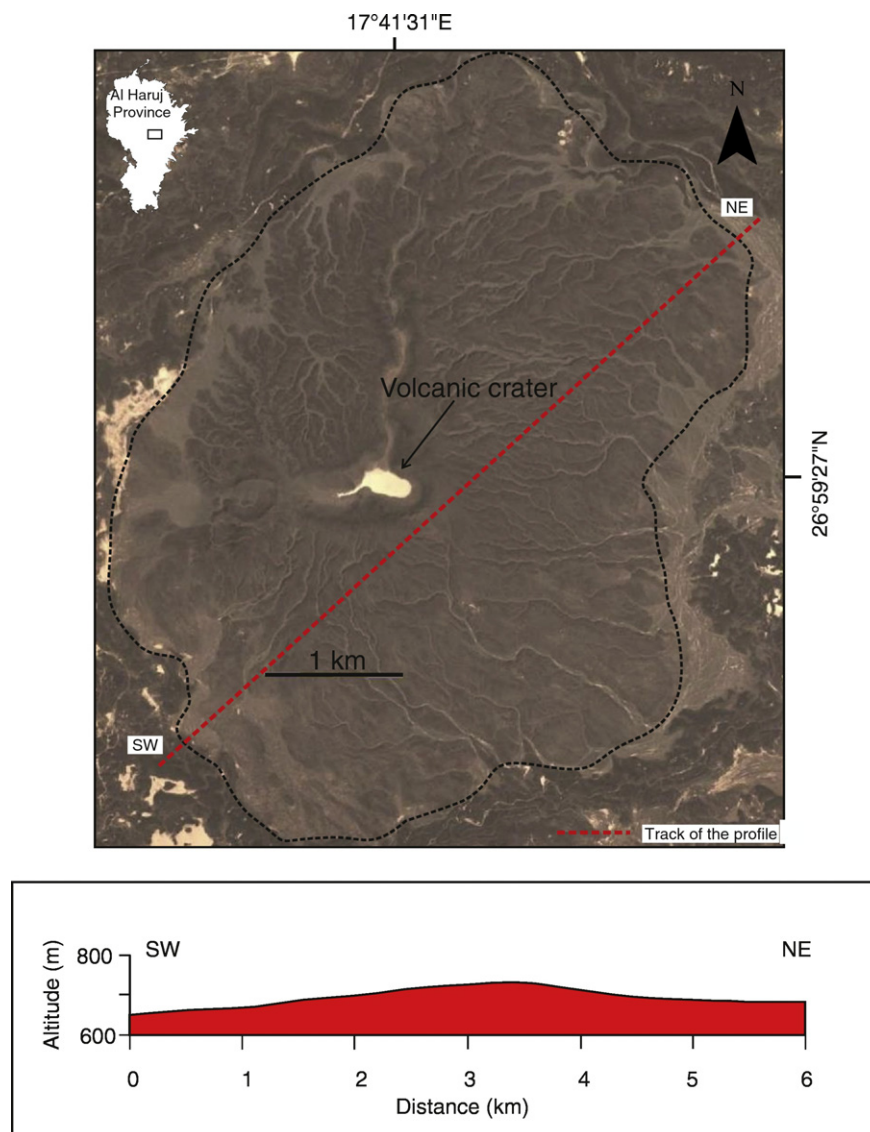 17°41'31"E
Al Haruj
Province
N
NE
Volcanic crater
26°59'27"N
1 km
SW
Track of the profile
800
SW
NE
Altitude (m)
600
0 1 2 3 4 5 6
Distance (km)